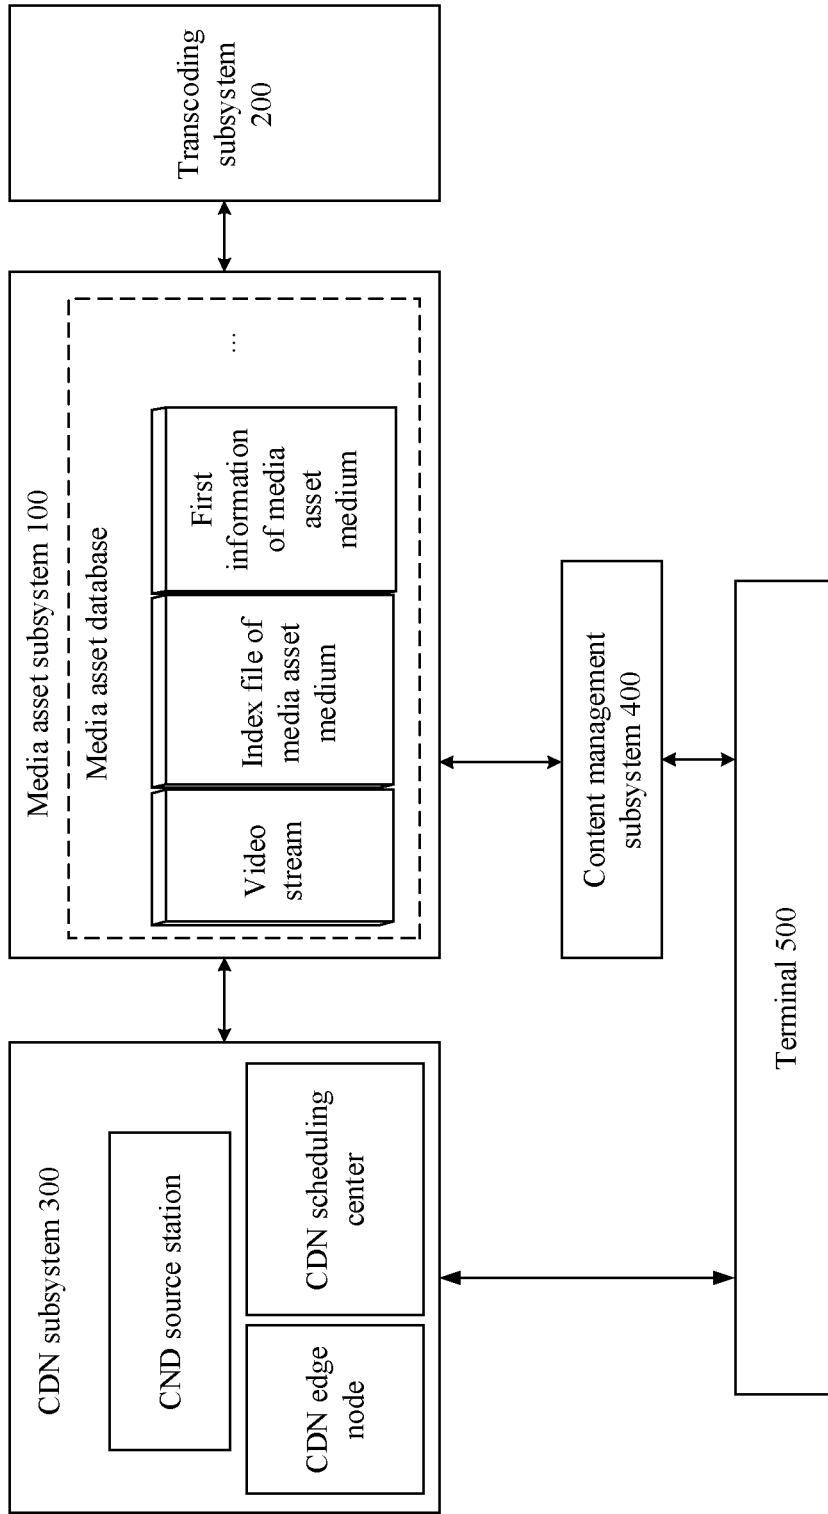 CDN subsystem 300
CND source station
CDN edge
node
CDN scheduling
center
Media asset subsystem 100
Media asset database
Video
stream
Index file of
media asset
medium
First
information
of media
asset
medium
...
Transcoding
subsystem
200
Content management
subsystem 400
Terminal 500